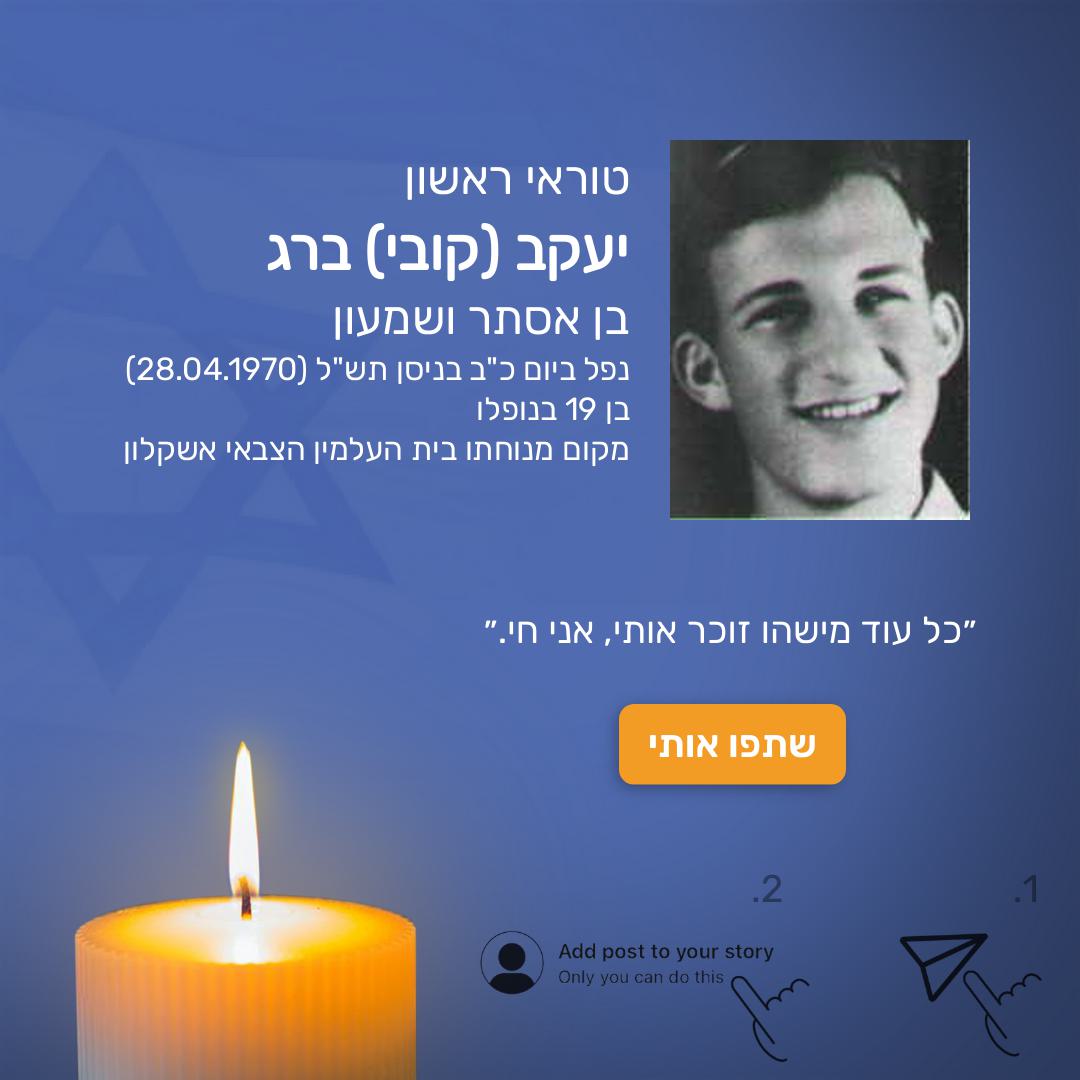 טוראי ראשון
יעקב (קובי) ברג
בן אסתר ושמעון
נפל ביום כ"ב בניסן תש"ל (28.04.1970)
בן 19 בנופלו
מקום מנוחתו בית העלמין הצבאי אשקלון
״כל עוד מישהו זוכר אותי, אני חי.״
שתפו אותי
.1
.2
Add post to your story
Only you can do this